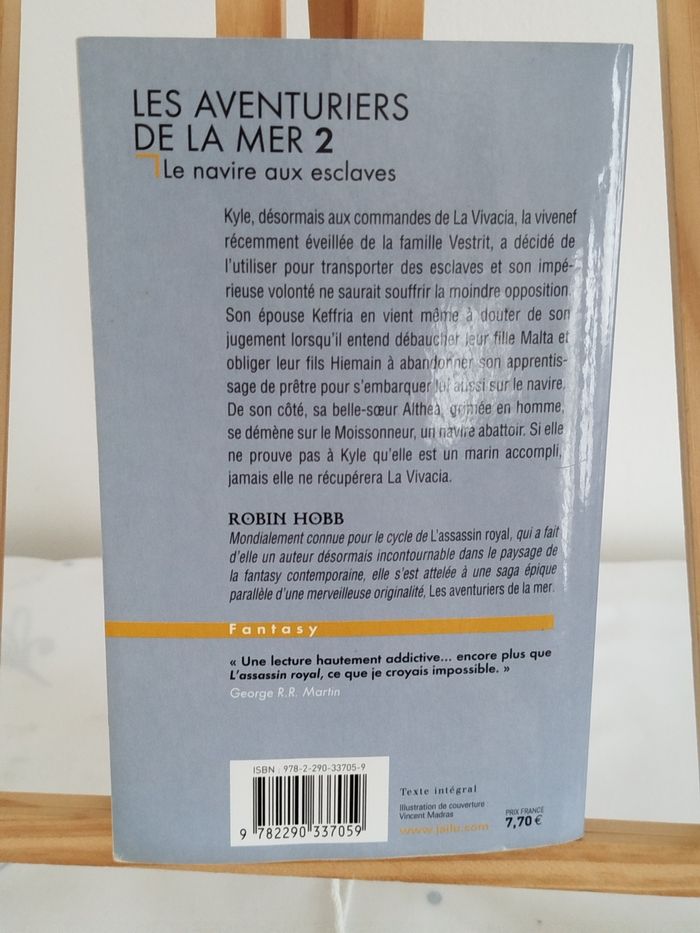 LES AVENTURIERS
DE LA MER 2
Le navire aux esclaves
Kyle, désormais aux commandes de La Vivacia, la vivenef
récemment éveillée de la famille Vestrit, a décidé de
l'utiliser pour transporter des esclaves et son impé-
rieuse volonté ne saurait souffrir la moindre opposition.
Son épouse Keffria en vient même à douter de son
jugement lorsqu'il entend débaucher leur fille Malta et
obliger leur fils Hiemain à abandonner son apprentis-
sage de prêtre pour s'embarquer lui aussi sur le navire.
De son côté, sa belle-sœur Althea, grimée en homme,
se démène sur le Moissonneur, un navire abattoir. Si elle
ne prouve pas à Kyle qu'elle est un marin accompli,
jamais elle ne récupérera La Vivacia.
ROBIN HOBB
Mondialement connue pour le cycle de L'assassin royal, qui a fait
d'elle un auteur désormais incontournable dans le paysage de
la fantasy contemporaine, elle s'est attelée à une saga épique
parallèle d'une merveilleuse originalité, Les aventuriers de la mer.
Fantasy
« Une lecture hautement addictive... encore plus que
L'assassin royal, ce que je croyais impossible. »
George R.R. Martin
ISBN : 978-2-290-33705-9
9 782290 337059
Texte intégral
Illustration de couverture :
Vincent Madras
www.jailu.com
PRIX FRANCE
7,70 €